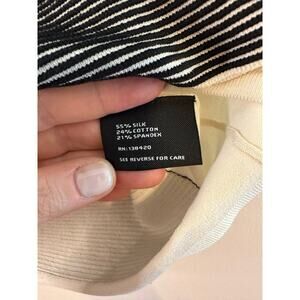 55% SILK
24% COTTON
21% SPANDEX
RN: 138420
SEE REVERSE FOR CARE